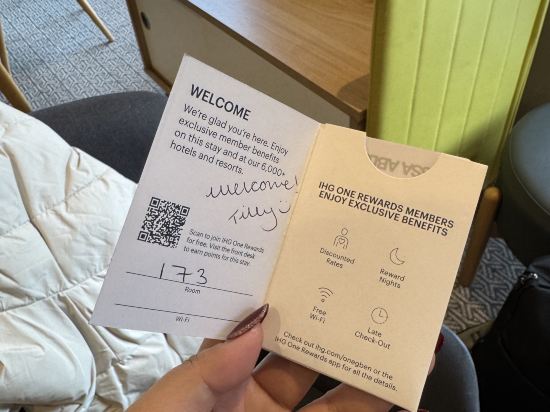 WELCOME
We're glad you're here. Enjoy
exclusive member benefits
on this stay and at our 6,000+
hotels and resorts.
welcome!
Tilly :)
Scan to join IHG One Rewards
for free. Visit the front desk
to earn points for this stay.
173
Room
Wi-Fi
IHG ONE REWARDS MEMBERS
ENJOY EXCLUSIVE BENEFITS
Discounted
Rates
Reward
Nights
Free
Wi-Fi
Late
Check-Out
Check out ihg.com/onegben or the
IHG One Rewards app for all the details.